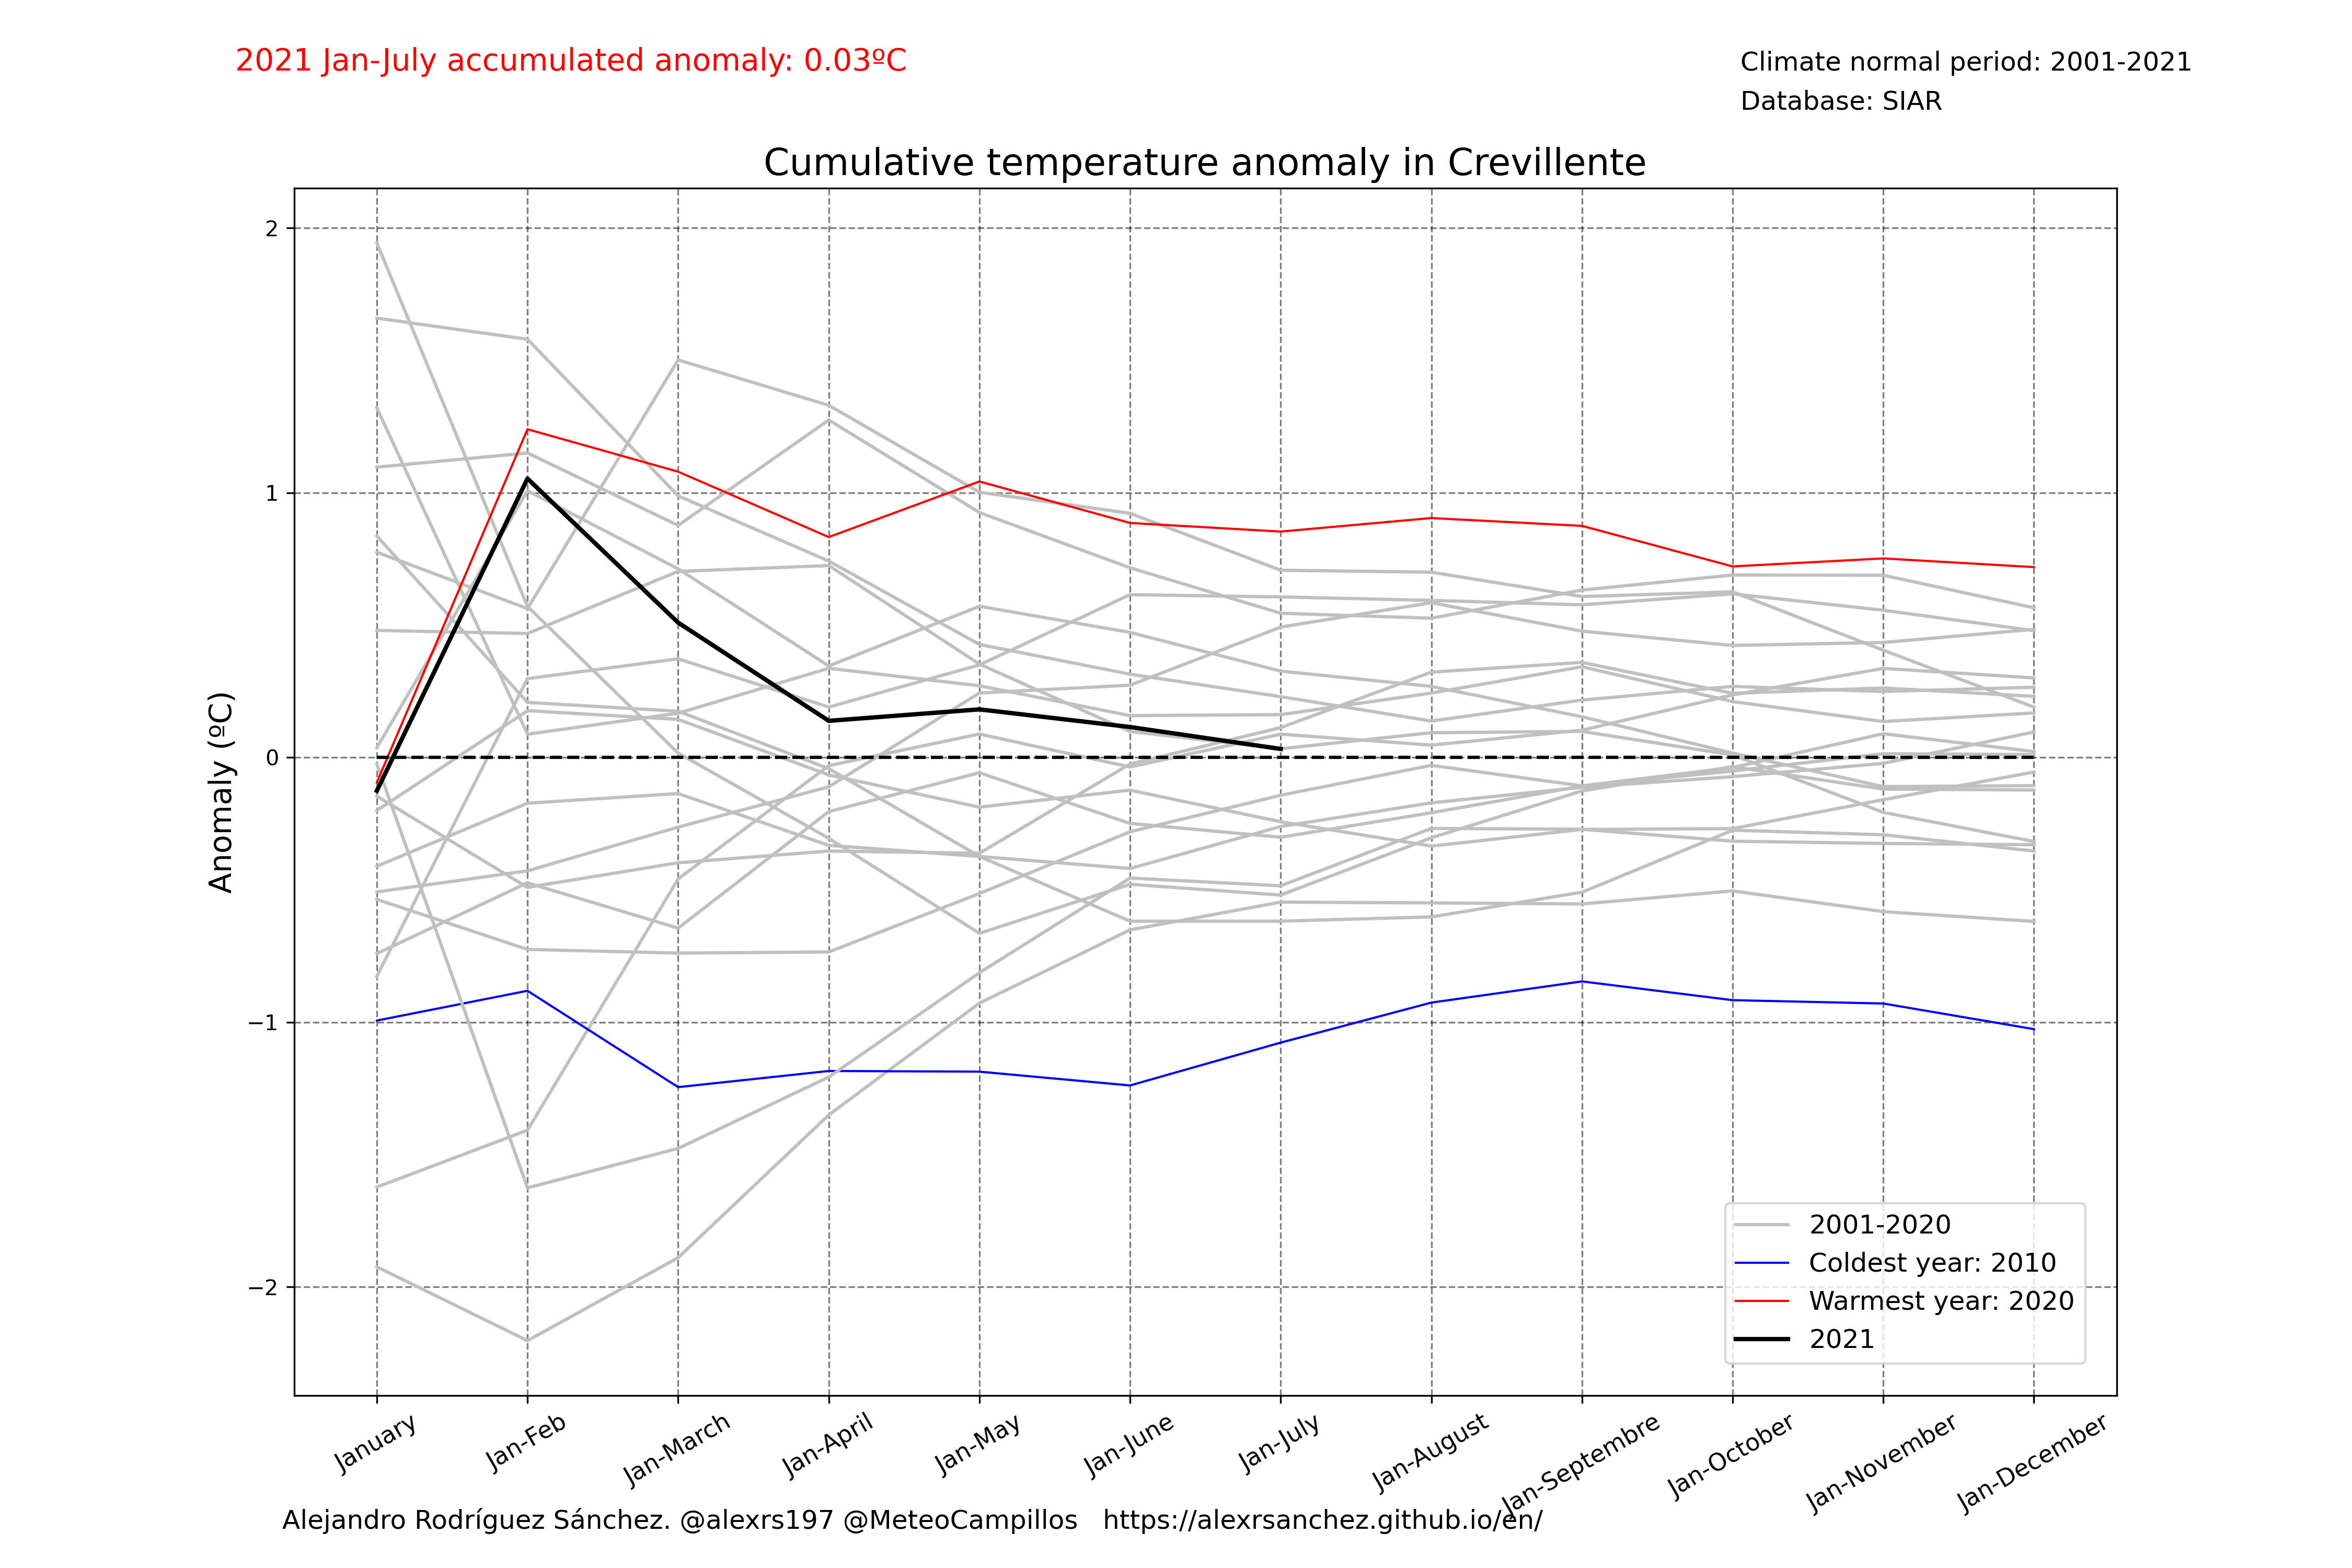 2021 Jan-July accumulated anomaly: 0.03ºC
Climate normal period: 2001-2021
Database: SIAR
Cumulative temperature anomaly in Crevillente
Anomaly (ºC)
2
1
0
−1
−2
2001-2020
Coldest year: 2010
Warmest year: 2020
2021
January
Jan-Feb
Jan-March
Jan-April
Jan-May
Jan-June
Jan-July
Jan-August
Jan-Septembre
Jan-October
Jan-November
Jan-December
Alejandro Rodríguez Sánchez. @alexrs197 @MeteoCampillos https://alexrsanchez.github.io/en/